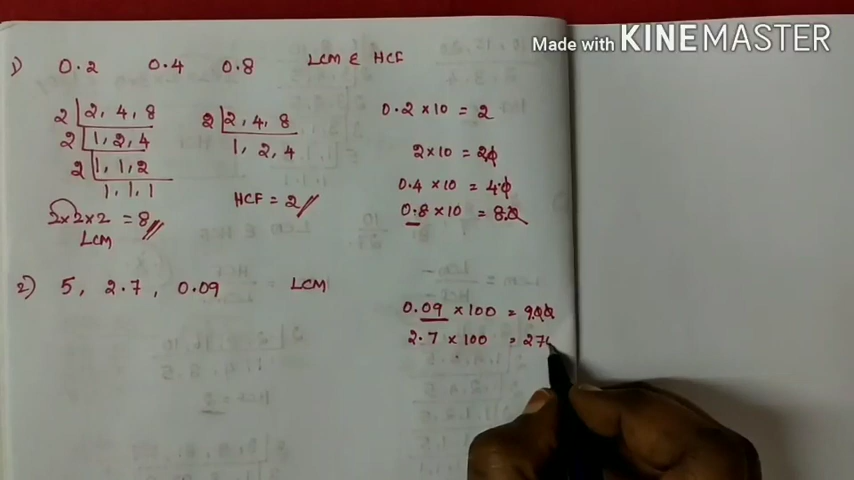 Made with KINEMASTER
1) 0.2 0.4 0.8 LCM & HCF
2 2, 4, 8
2 1, 2, 4
2 1, 1, 2
1, 1, 1
2×2×2 = 8
LCM
2 2, 4, 8
1, 2, 4
HCF = 2
0.2 × 10 = 2
2 × 10 = 20
0.4 × 10 = 40
0.8 × 10 = 80
2) 5, 2.7, 0.09 LCM
0.09 × 100 = 900
2.7 × 100 = 270